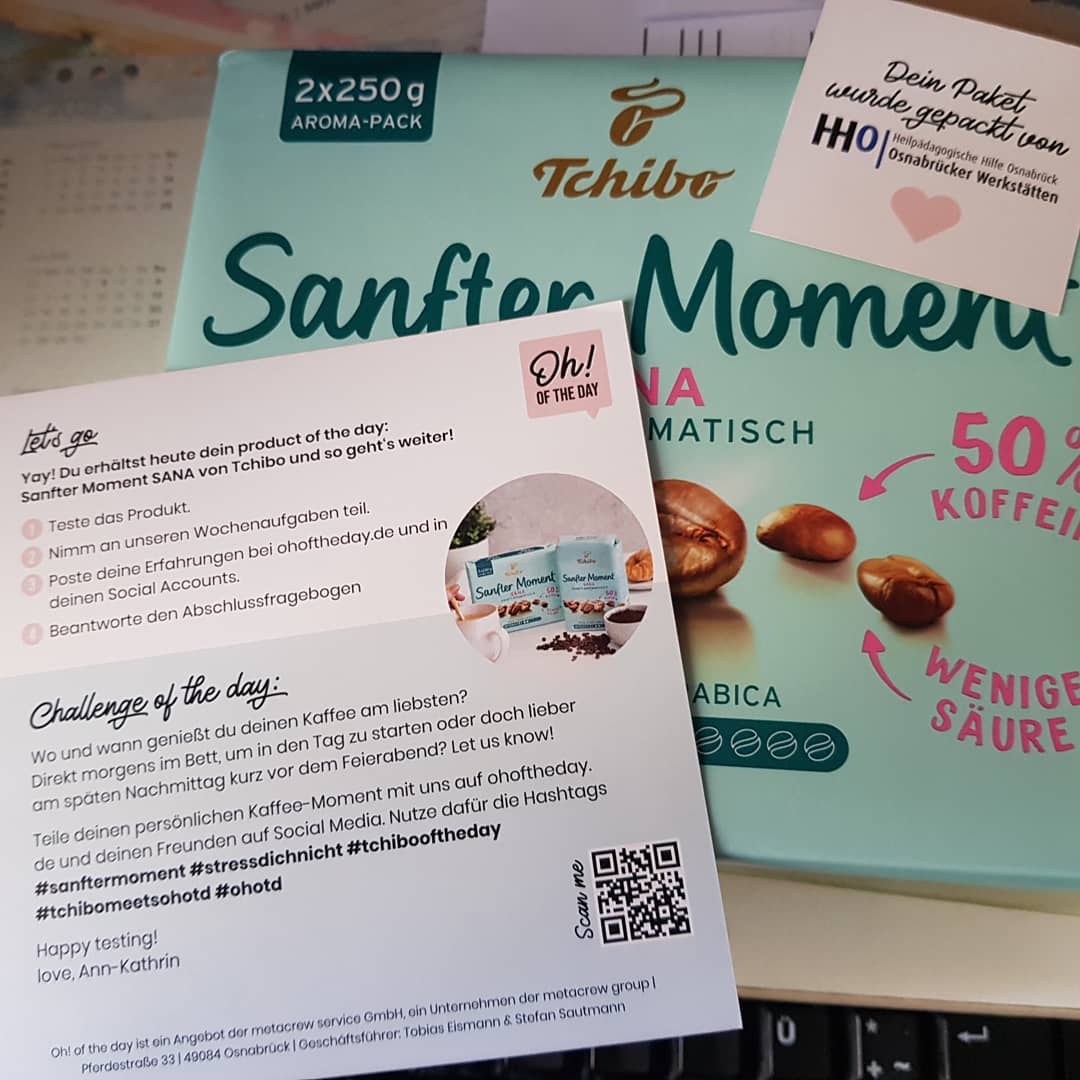 2x250g
AROMA-PACK
Tchibo
Sanfter Moment
NA
MATISCH
50%
KOFFEI
WENIGE
SÄURE
ABICA
Dein Paket
wurde gepackt von
HHO Heilpädagogische Hilfe Osnabrück
Osnabrücker Werkstätten
Oh!
OF THE DAY
Let's go
Yay! Du erhältst heute dein product of the day:
Sanfter Moment SANA von Tchibo und so geht's weiter!
1 Teste das Produkt.
2 Nimm an unseren Wochenaufgaben teil.
3 Poste deine Erfahrungen bei ohoftheday.de und in
deinen Social Accounts.
4 Beantworte den Abschlussfragebogen
Tchibo
Sanfter Moment
SANA
Tchibo
Sanfter Moment
SANA
Challenge of the day:
Wo und wann genießt du deinen Kaffee am liebsten?
Direkt morgens im Bett, um in den Tag zu starten oder doch lieber
am späten Nachmittag kurz vor dem Feierabend? Let us know!
Teile deinen persönlichen Kaffee-Moment mit uns auf ohoftheday.
de und deinen Freunden auf Social Media. Nutze dafür die Hashtags
#sanftermoment #stressdichnicht #tchibooftheday
#tchibomeetsohotd #ohotd
Scan me
Happy testing!
love, Ann-Kathrin
Oh! of the day ist ein Angebot der metacrew service GmbH, ein Unternehmen der metacrew group |
Pferdestraße 33 | 49084 Osnabrück | Geschäftsführer: Tobias Eismann & Stefan Sautmann
Ü
*
+ ~